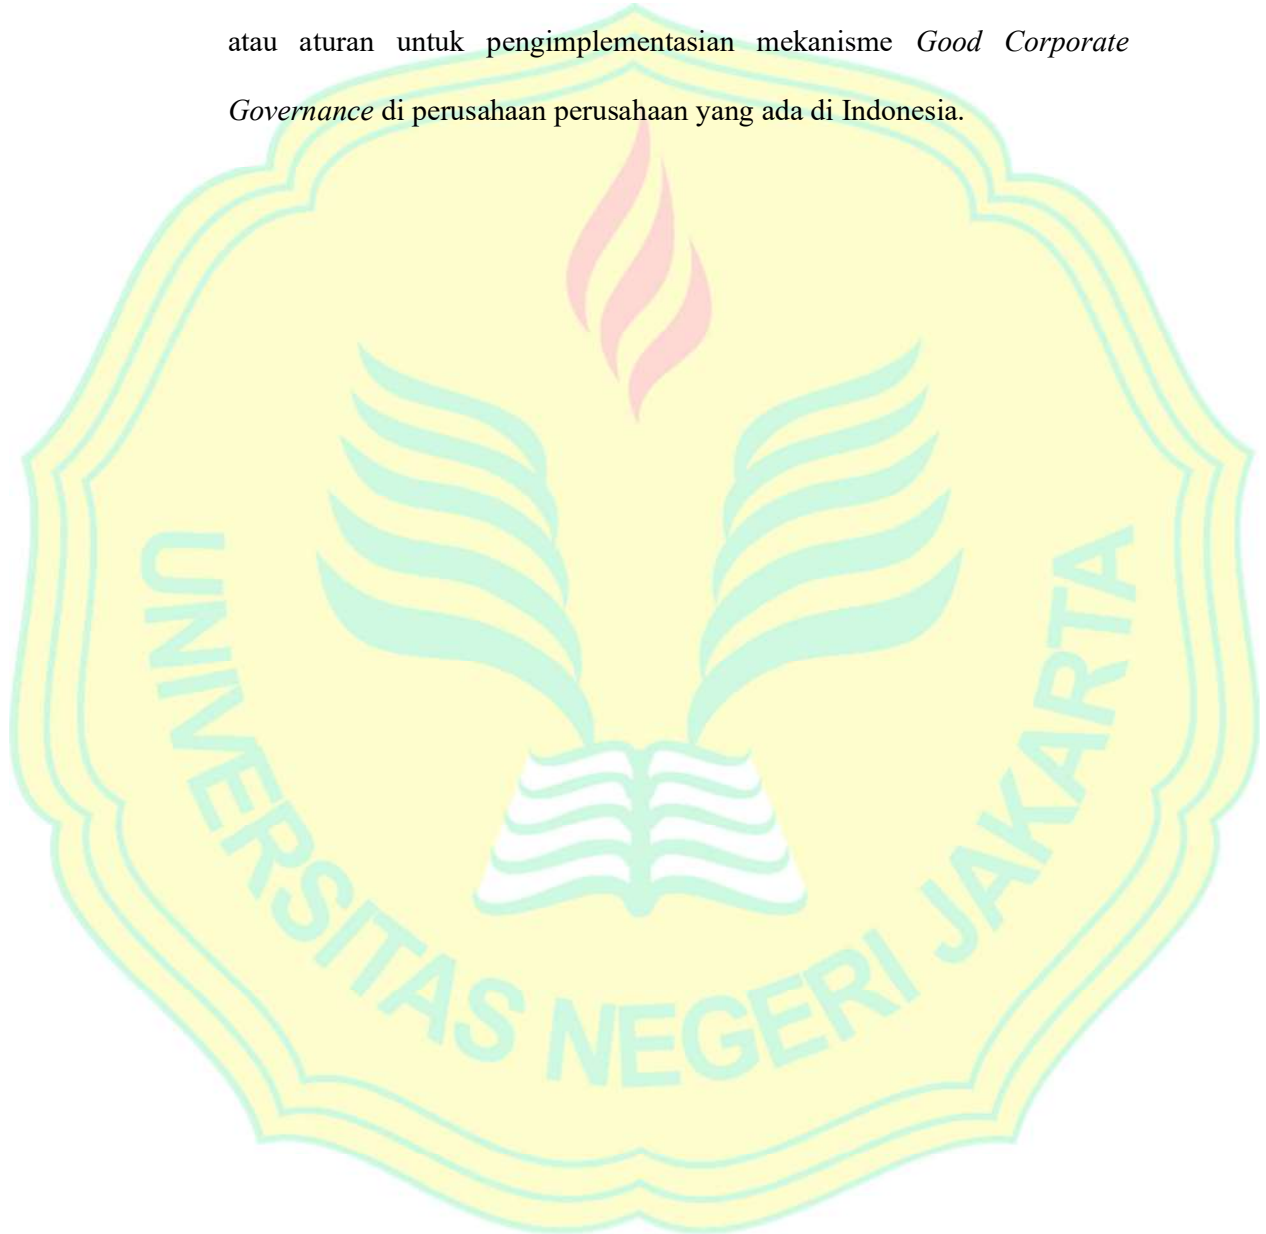 atau aturan untuk pengimplementasian mekanisme Good Corporate
Governance di perusahaan perusahaan yang ada di Indonesia.
UNIVERSITAS NEGERI JAKARTA